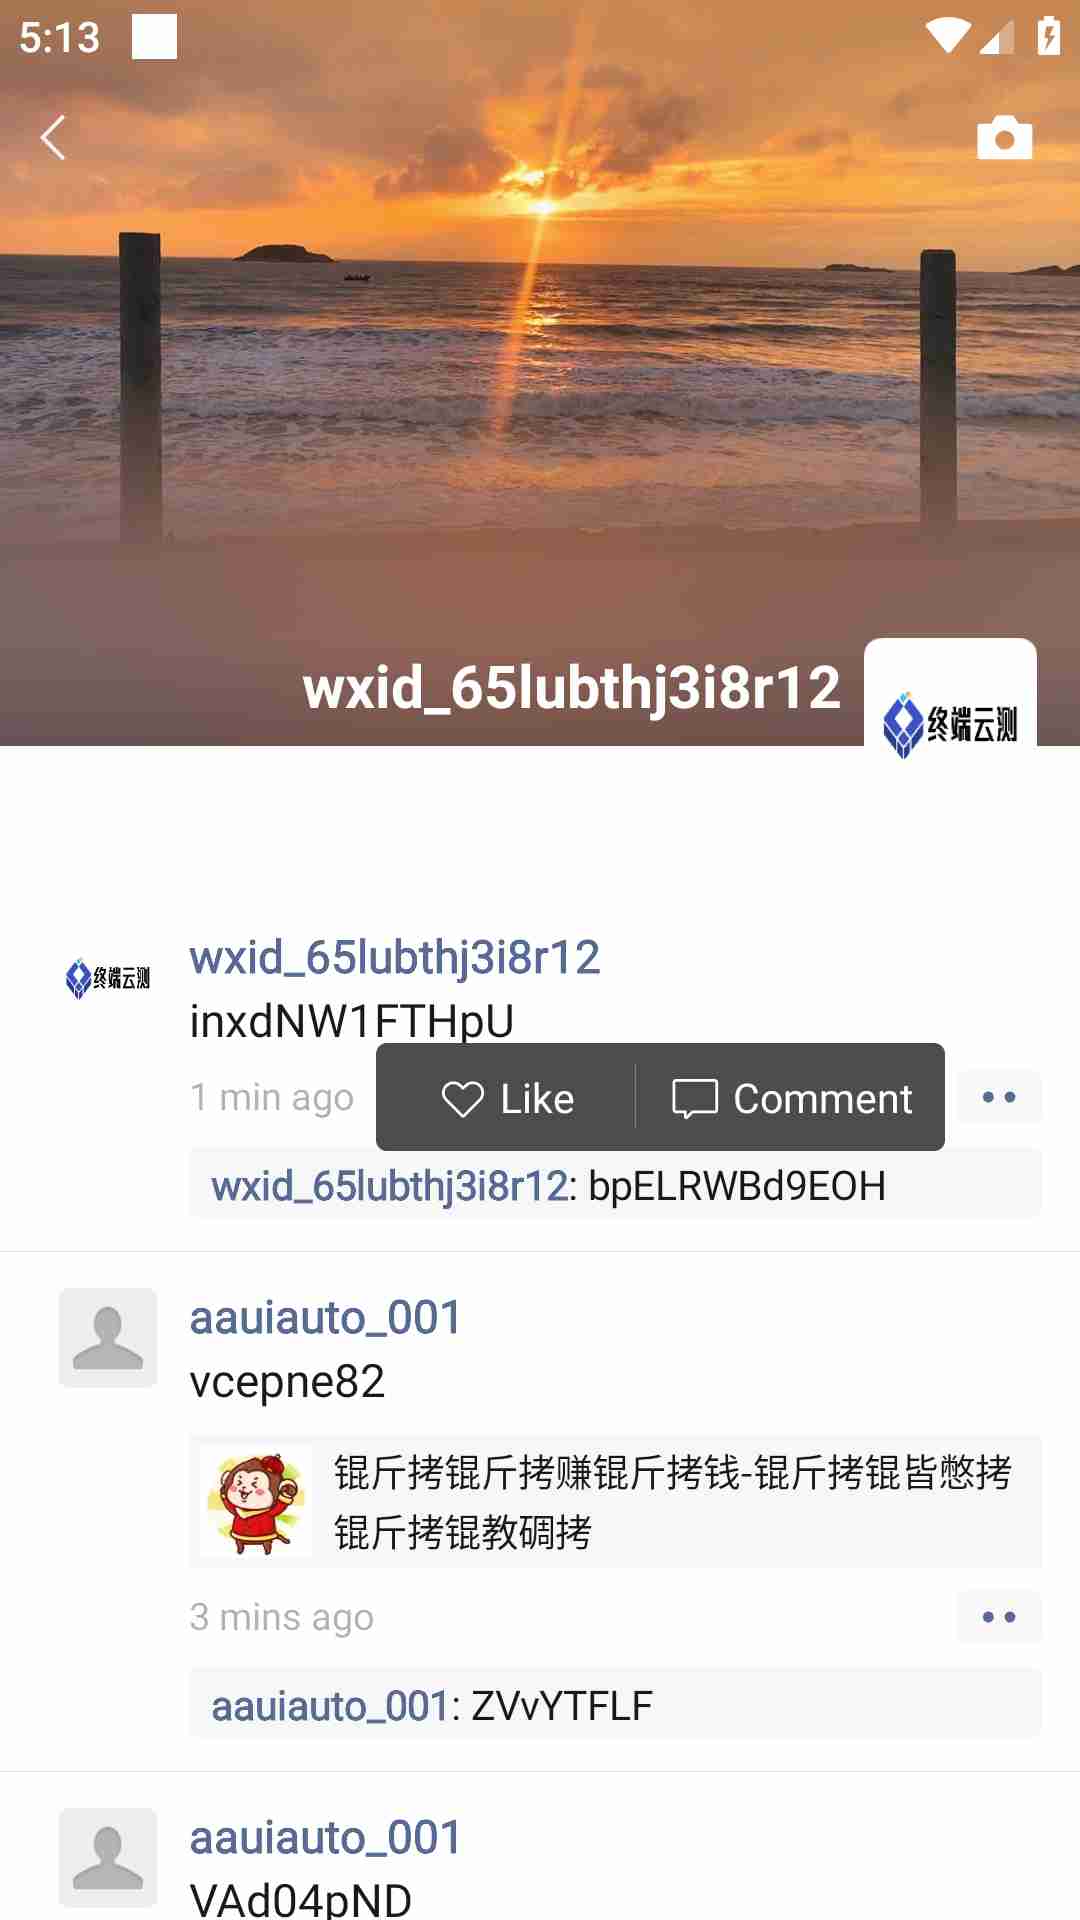 5:13
wxid_65lubthj3i8r12
终端云测
wxid_65lubthj3i8r12
终端云测
inxdNW1FTHpU
1 min ago
Like
Comment
wxid_65lubthj3i8r12: bpELRWBd9EOH
aauiauto_001
vcepne82
锟斤拷锟斤拷赚锟斤拷钱-锟斤拷锟皆憋拷
锟斤拷锟教碉拷
3 mins ago
aauiauto_001: ZVvYTFLF
aauiauto_001
VAd04pND